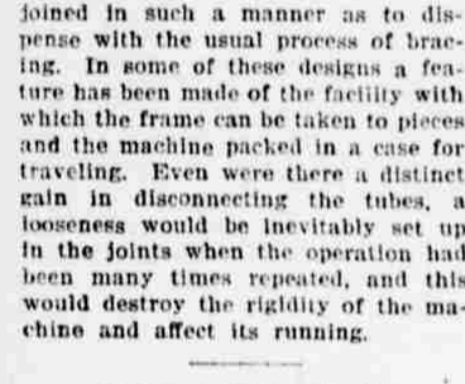 joined in such a manner as to dis-
pense with the usual process of brac-
ing. In some of these designs a fea-
ture has been made of the facility with
which the frame can be taken to pieces
and the machine packed in a case for
traveling. Even were there a distinct
gain in disconnecting the tubes, a
looseness would be inevitably set up
in the joints when the operation had
been many times repeated, and this
would destroy the rigidity of the ma-
chine and affect its running.